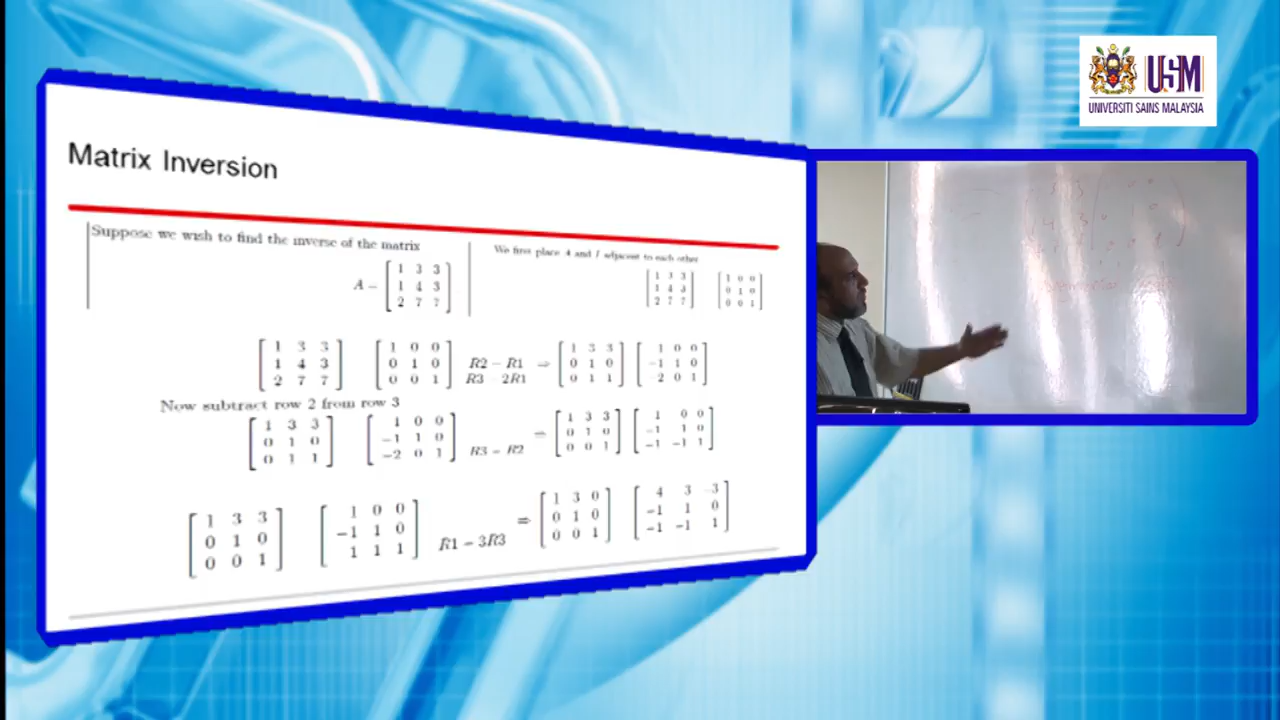 USM
UNIVERSITI SAINS MALAYSIA
Matrix Inversion
Suppose we wish to find the inverse of the matrix
A = [ 1 3 3
1 4 3
2 7 7 ]
We first place A and I adjacent to each other
[ 1 3 3 ] [ 1 0 0 ]
[ 1 4 3 ] [ 0 1 0 ]
[ 2 7 7 ] [ 0 0 1 ]
[ 1 3 3 ] [ 1 0 0 ] ⇒ [ 1 3 3 ] [ 1 0 0 ]
[ 1 4 3 ] [ 0 1 0 ] R2 − R1 [ 0 1 0 ] [ −1 1 0 ]
[ 2 7 7 ] [ 0 0 1 ] R3 2R1 [ 0 1 1 ] [ −2 0 1 ]
Now subtract row 2 from row 3
[ 1 3 3 ] [ 1 0 0 ] [ 1 3 3 ] [ 1 0 0 ]
[ 0 1 0 ] [ −1 1 0 ] = [ 0 1 0 ] [ −1 1 0 ]
[ 0 1 1 ] [ −2 0 1 ] R3 − R2 [ 0 0 1 ] [ −1 −1 1 ]
[ 1 3 3 ] [ 1 0 0 ] [ 1 3 0 ] [ 4 3 −3 ]
[ 0 1 0 ] [ −1 1 0 ] ⇒ [ 0 1 0 ] [ −1 1 0 ]
[ 0 0 1 ] [ 1 1 1 ] R1 − 3R3 [ 0 0 1 ] [ −1 −1 1 ]